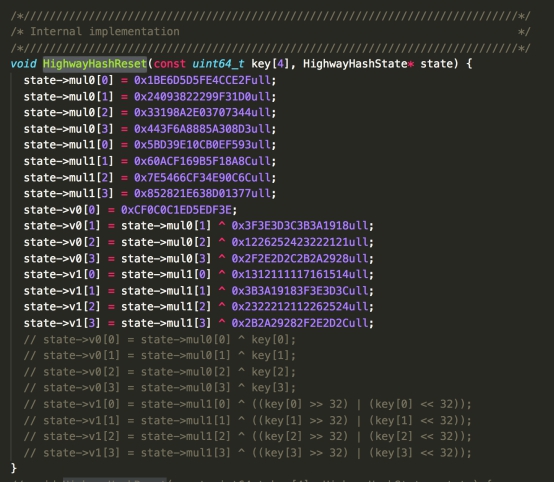 /*//////////////////////////////////////////////////////////////////////////*/
/* Internal implementation                                                  */
/*//////////////////////////////////////////////////////////////////////////*/
void HighwayHashReset(const uint64_t key[4], HighwayHashState* state) {
  state->mul0[0] = 0x1BE6D5D5FE4CCE2Full;
  state->mul0[1] = 0x24093822299F31D0ull;
  state->mul0[2] = 0x33198A2E03707344ull;
  state->mul0[3] = 0x443F6A8885A308D3ull;
  state->mul1[0] = 0x5BD39E10CB0EF593ull;
  state->mul1[1] = 0x60ACF169B5F18A8Cull;
  state->mul1[2] = 0x7E5466CF34E90C6Cull;
  state->mul1[3] = 0x852821E638D01377ull;
  state->v0[0] = 0xCF0C0C1ED5EDF3E;
  state->v0[1] = state->mul0[1] ^ 0x3F3E3D3C3B3A1918ull;
  state->v0[2] = state->mul0[2] ^ 0x1226252423222121ull;
  state->v0[3] = state->mul0[3] ^ 0x2F2E2D2C2B2A2928ull;
  state->v1[0] = state->mul1[0] ^ 0x1312111117161514ull;
  state->v1[1] = state->mul1[1] ^ 0x3B3A19183F3E3D3Cull;
  state->v1[2] = state->mul1[2] ^ 0x2322212112262524ull;
  state->v1[3] = state->mul1[3] ^ 0x2B2A29282F2E2D2Cull;
  // state->v0[0] = state->mul0[0] ^ key[0];
  // state->v0[1] = state->mul0[1] ^ key[1];
  // state->v0[2] = state->mul0[2] ^ key[2];
  // state->v0[3] = state->mul0[3] ^ key[3];
  // state->v1[0] = state->mul1[0] ^ ((key[0] >> 32) | (key[0] << 32));
  // state->v1[1] = state->mul1[1] ^ ((key[1] >> 32) | (key[1] << 32));
  // state->v1[2] = state->mul1[2] ^ ((key[2] >> 32) | (key[2] << 32));
  // state->v1[3] = state->mul1[3] ^ ((key[3] >> 32) | (key[3] << 32));
}